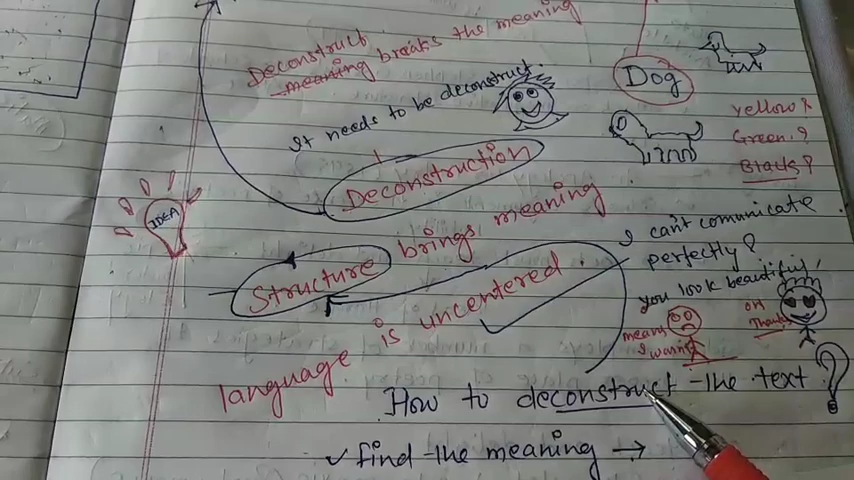 Deconstruct
meaning breaks the meaning
It needs to be deconstruct.
Dog
Yellow?
Green?
Black?
Deconstruction
IDEA
Structure brings meaning
I can't communicate
perfectly?
language is uncentered.
you look beautiful,
oh
Thanks
means
I
How to deconstruct the text ?
✓ find the meaning →